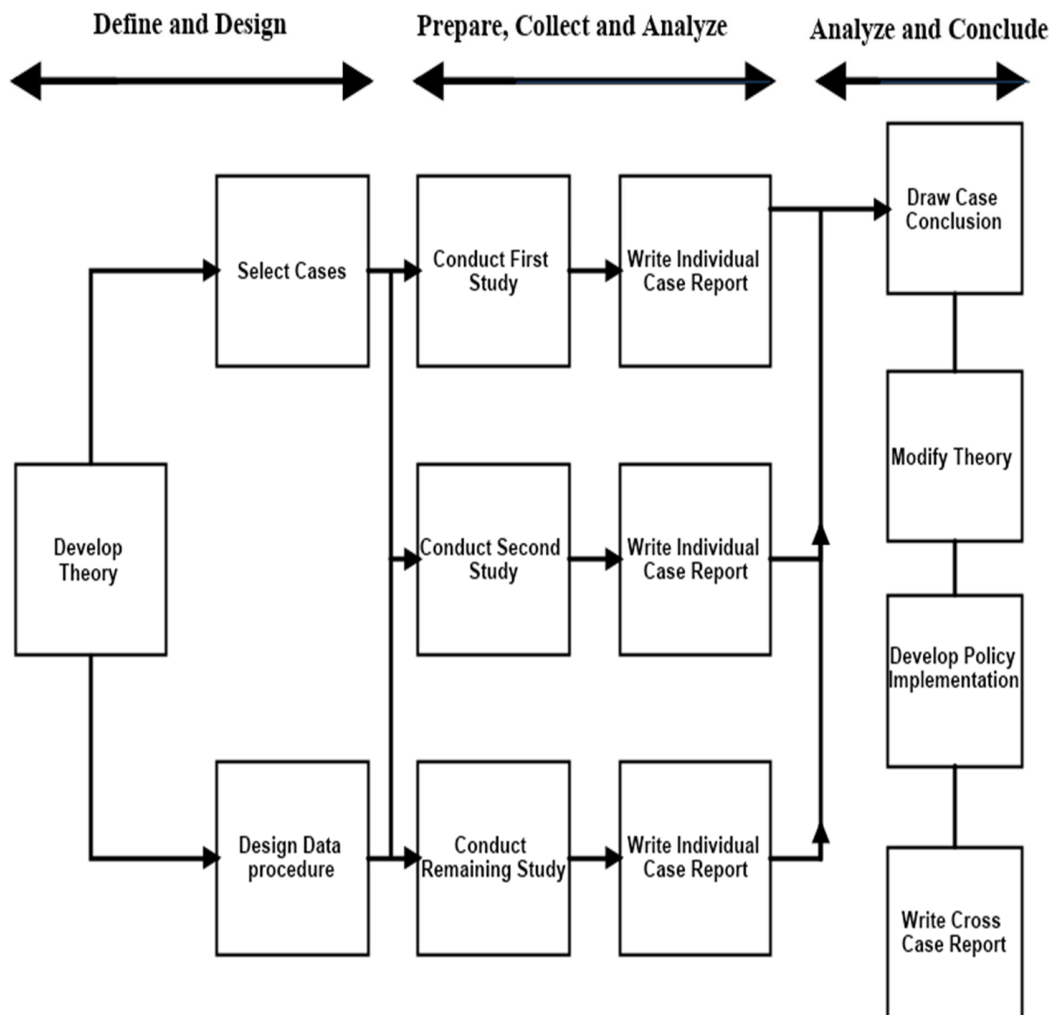 Define and Design
Prepare, Collect and Analyze
Analyze and Conclude
Select Cases
Conduct First
Study
Write Individual
Case Report
Draw Case
Conclusion
Develop
Theory
Conduct Second
Study
Write Individual
Case Report
Modify Theory
Develop Policy
Implementation
Design Data
procedure
Conduct
Remaining Study
Write Individual
Case Report
Write Cross
Case Report